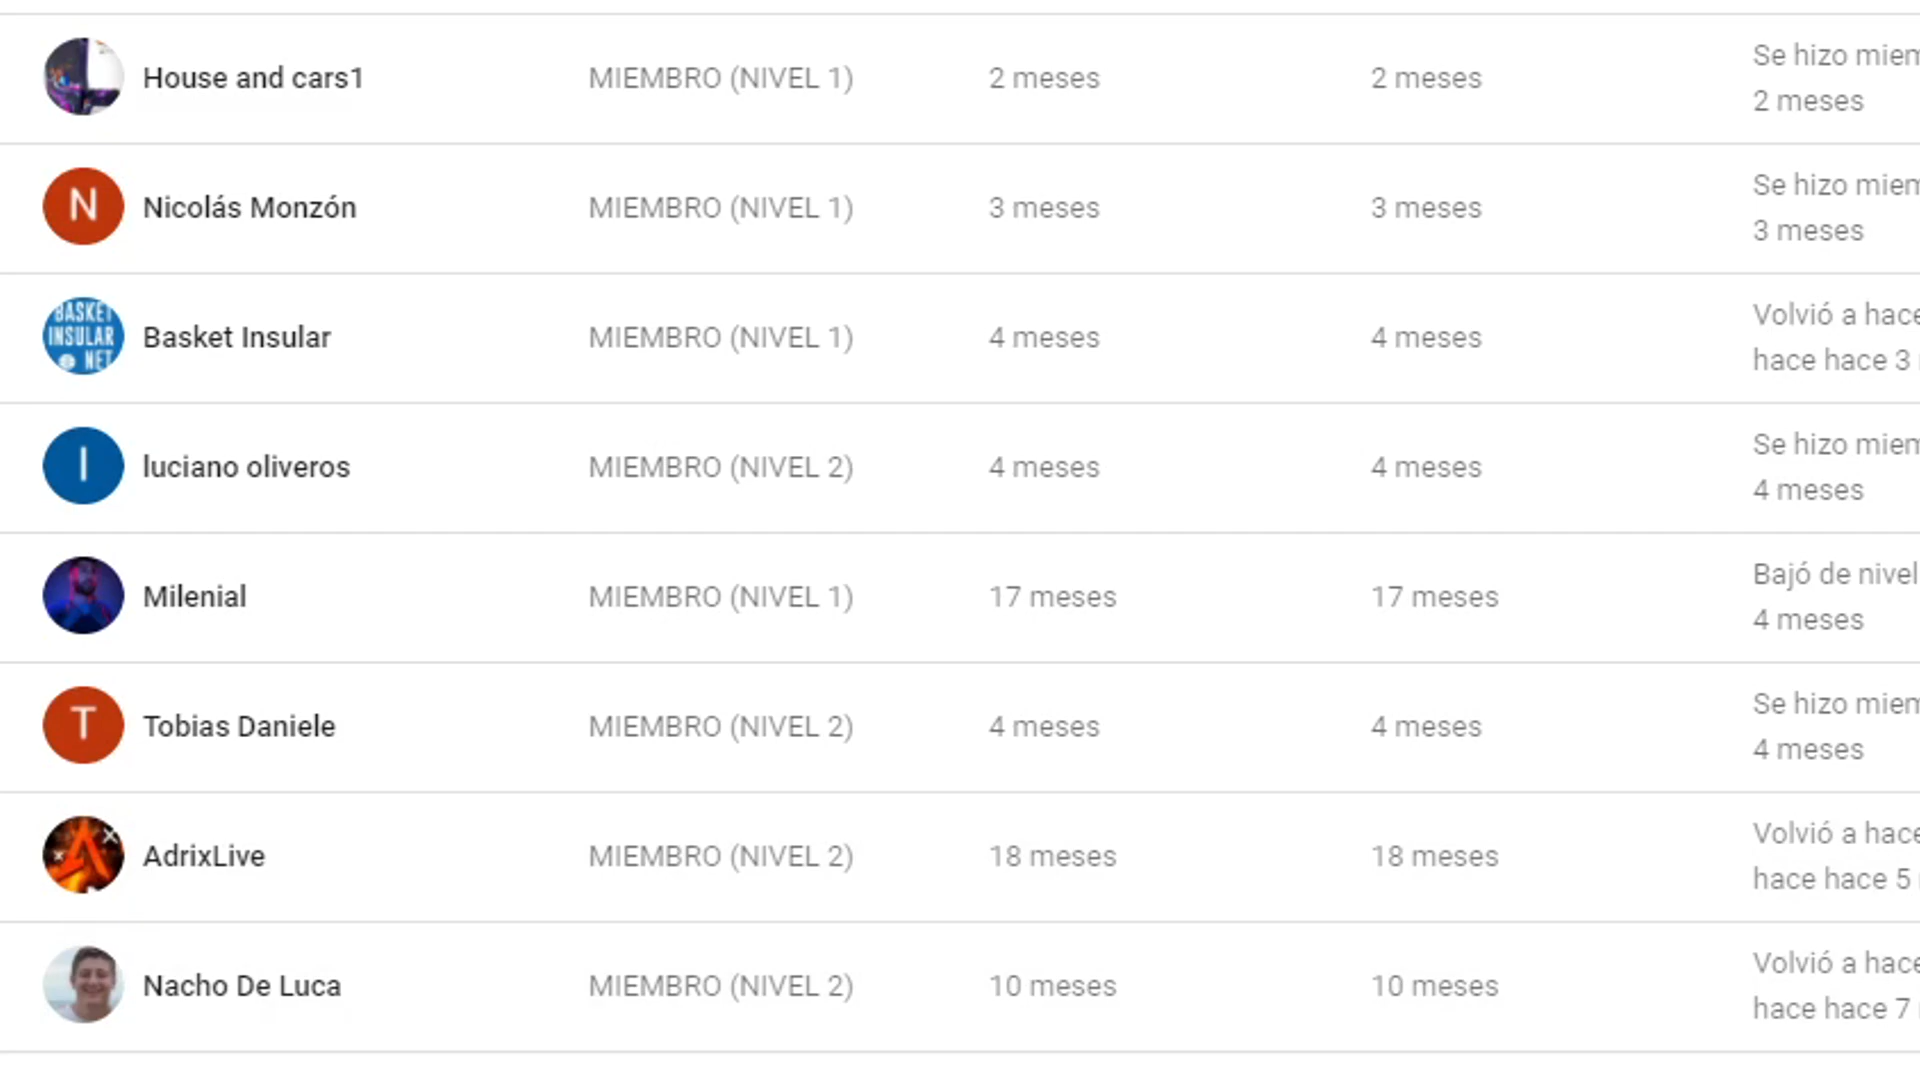 House and cars1 MIEMBRO (NIVEL 1) 2 meses 2 meses Se hizo miem
2 meses
N Nicolás Monzón MIEMBRO (NIVEL 1) 3 meses 3 meses Se hizo miem
3 meses
BASKET
INSULAR
NET
Basket Insular MIEMBRO (NIVEL 1) 4 meses 4 meses Volvió a hace
hace hace 3
l luciano oliveros MIEMBRO (NIVEL 2) 4 meses 4 meses Se hizo miem
4 meses
Milenial MIEMBRO (NIVEL 1) 17 meses 17 meses Bajó de nivel
4 meses
T Tobias Daniele MIEMBRO (NIVEL 2) 4 meses 4 meses Se hizo miem
4 meses
AdrixLive MIEMBRO (NIVEL 2) 18 meses 18 meses Volvió a hace
hace hace 5
Nacho De Luca MIEMBRO (NIVEL 2) 10 meses 10 meses Volvió a hace
hace hace 7